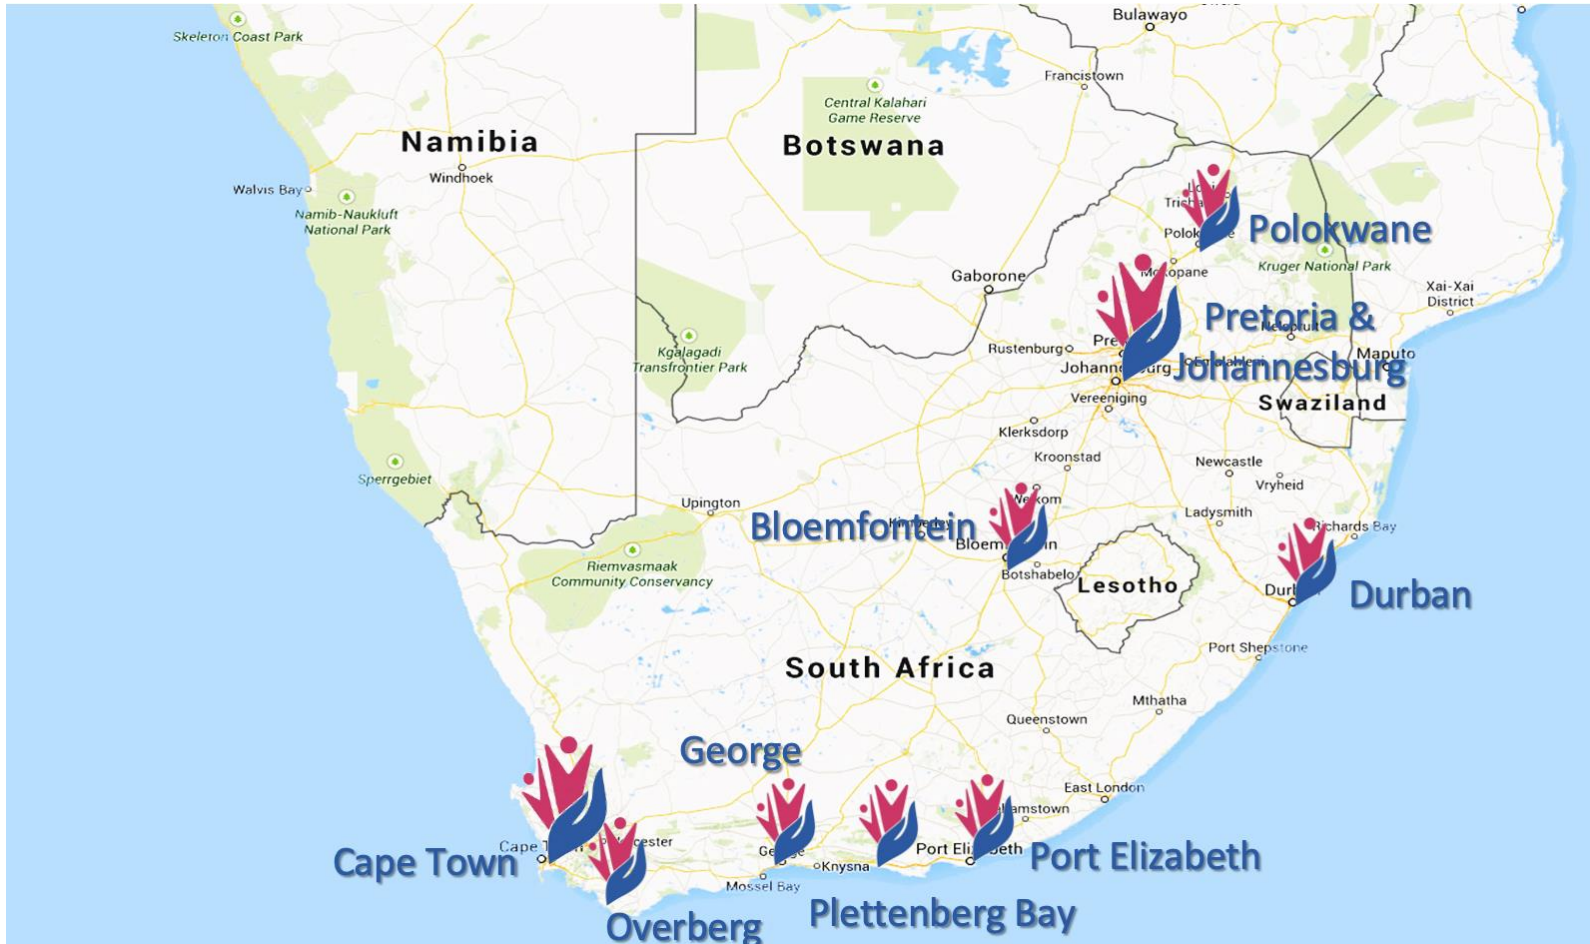 Bulawayo
Skeleton Coast Park
Francistown
Central Kalahari
Game Reserve
Namibia
Botswana
Windhoek
Walvis Bay
Namib-Naukluft
National Park
Polokwane
Kruger National Park
Gaborone
Xai-Xai
District
Pretoria &
Johannesburg
Rustenburg
Kgalagadi
Transfrontier Park
Maputo
Vereeniging
Swaziland
Klerksdorp
Kroonstad
Newcastle
Vryheid
Sperrgebiet
Upington
Ladysmith
Richards Bay
Bloemfontein
Botshabelo
Riemvasmaak
Community Conservancy
Lesotho
Durban
Port Shepstone
South Africa
Mthatha
Queenstown
George
East London
Cape Town
Knysna
Port Elizabeth
Mossel Bay
Plettenberg Bay
Overberg